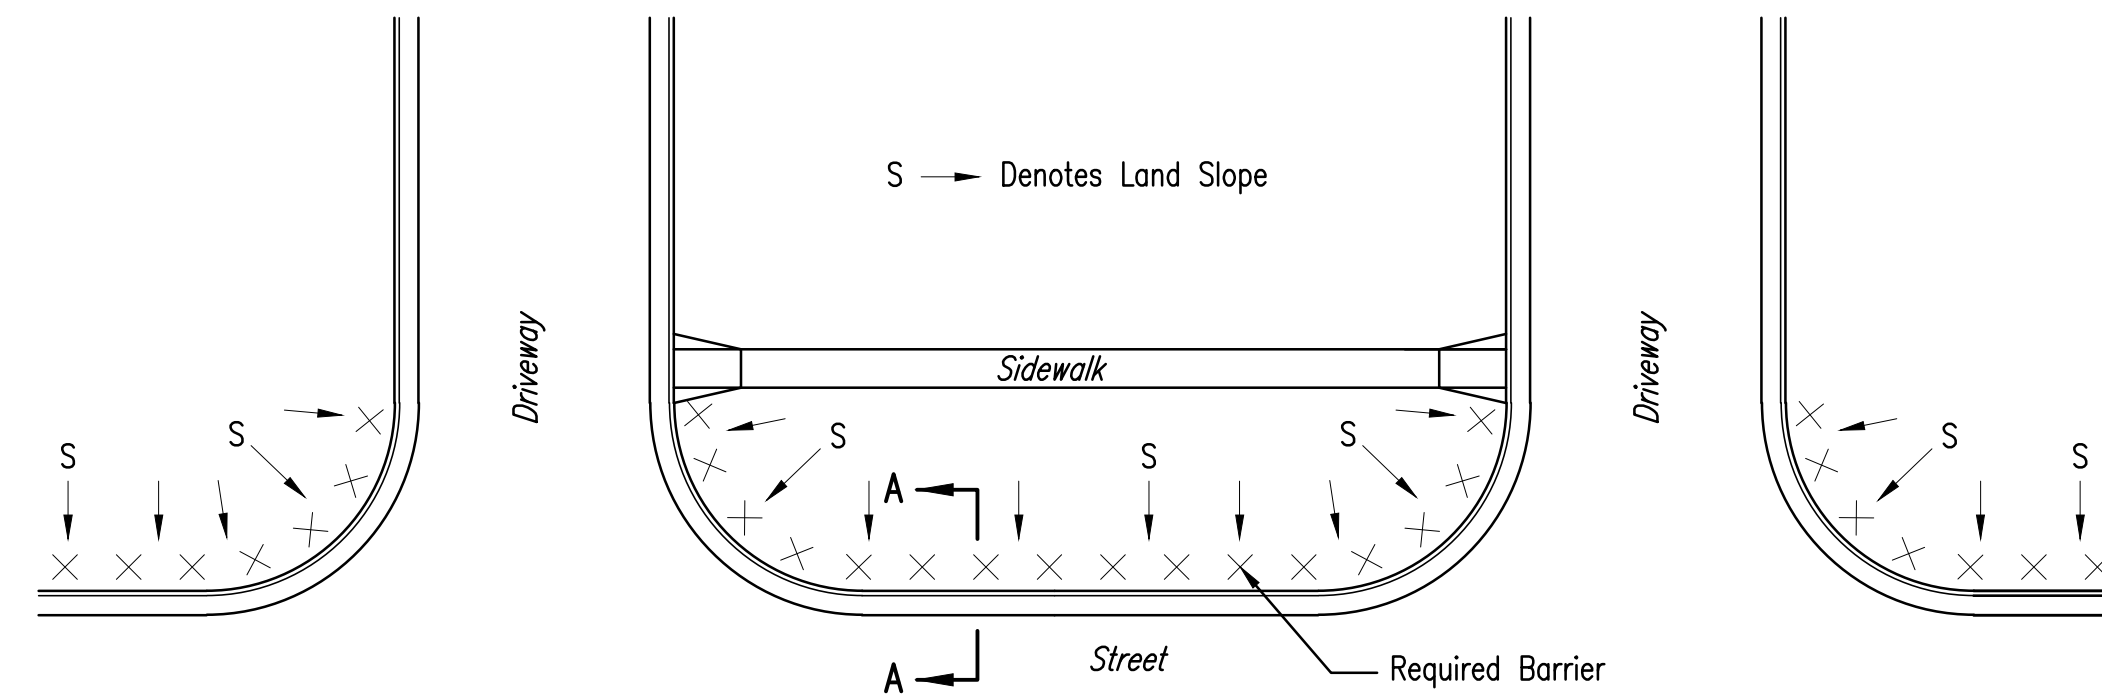 S → Denotes Land Slope
Driveway
Driveway
Sidewalk
S
S
S
S
S
S
S
A
A
Street
Required Barrier